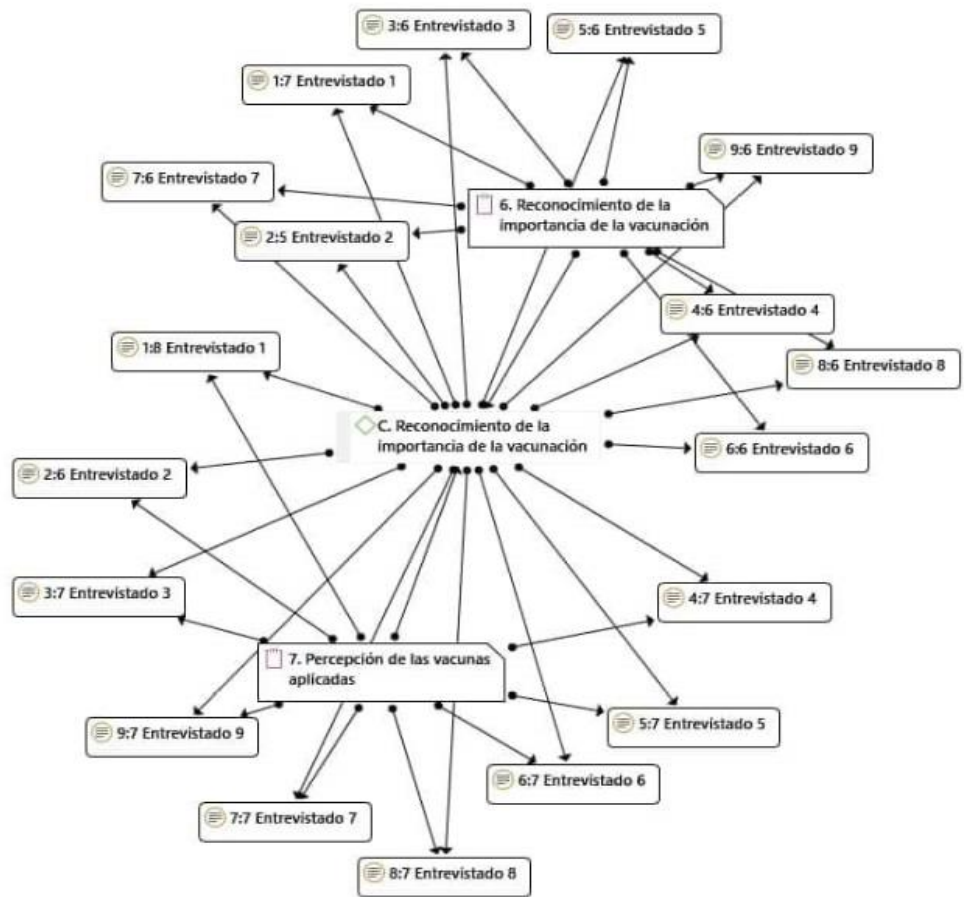 3:6 Entrevistado 3
5:6 Entrevistado 5
1:7 Entrevistado 1
9:6 Entrevistado 9
7:6 Entrevistado 7
6. Reconocimiento de la
importancia de la vacunación
2:5 Entrevistado 2
4:6 Entrevistado 4
1:8 Entrevistado 1
8:6 Entrevistado 8
C. Reconocimiento de la
importancia de la vacunación
6:6 Entrevistado 6
2:6 Entrevistado 2
3:7 Entrevistado 3
4:7 Entrevistado 4
7. Percepción de las vacunas
aplicadas
9:7 Entrevistado 9
5:7 Entrevistado 5
6:7 Entrevistado 6
7:7 Entrevistado 7
8:7 Entrevistado 8